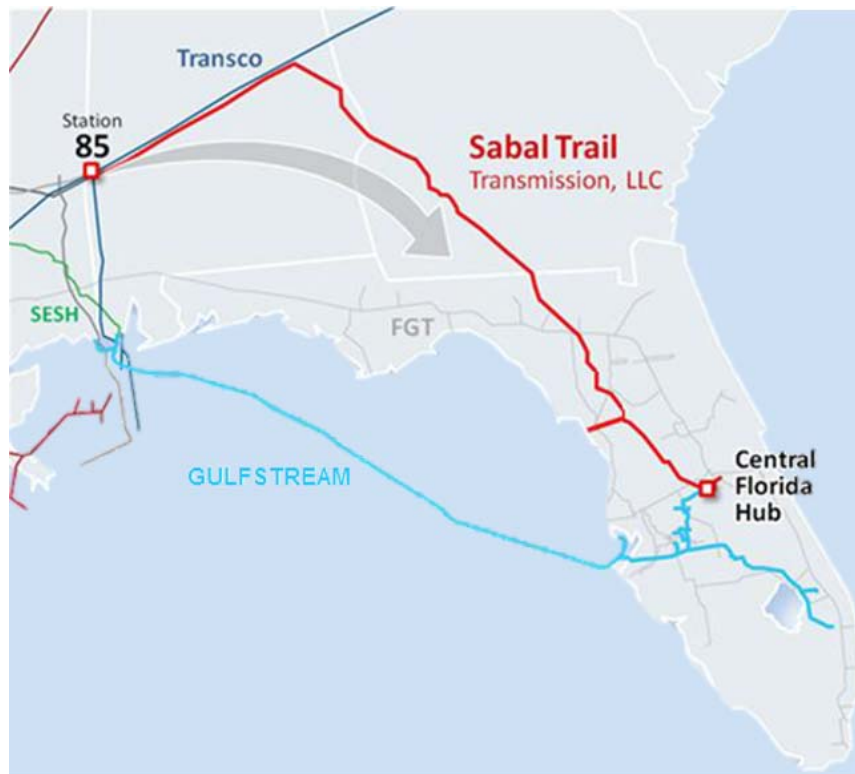 Transco
Station
85
Sabal Trail
Transmission, LLC
SESH
FGT
GULFSTREAM
Central
Florida
Hub